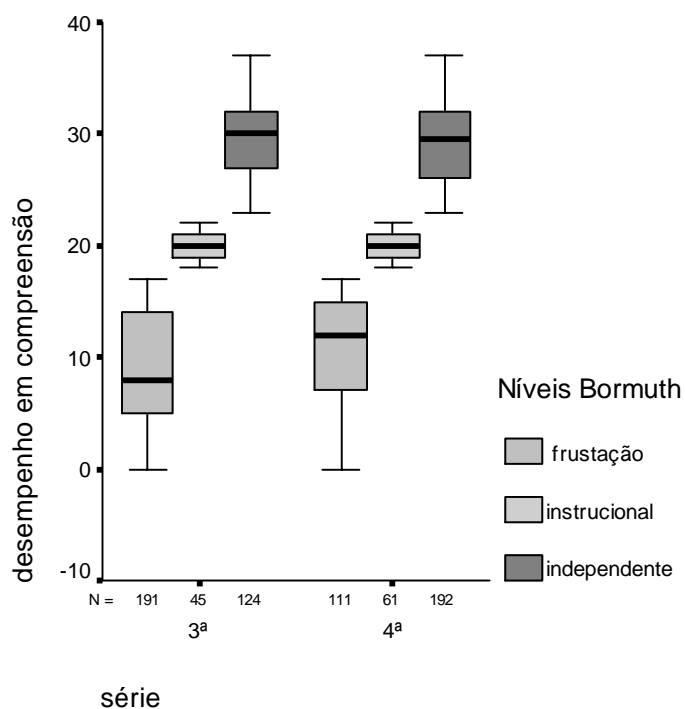 40
30
20
10
0
-10
desempenho em compreensão
N = 191 45 124 111 61 192
3ª 4ª
série
Níveis Bormuth
frustação
instrucional
independente